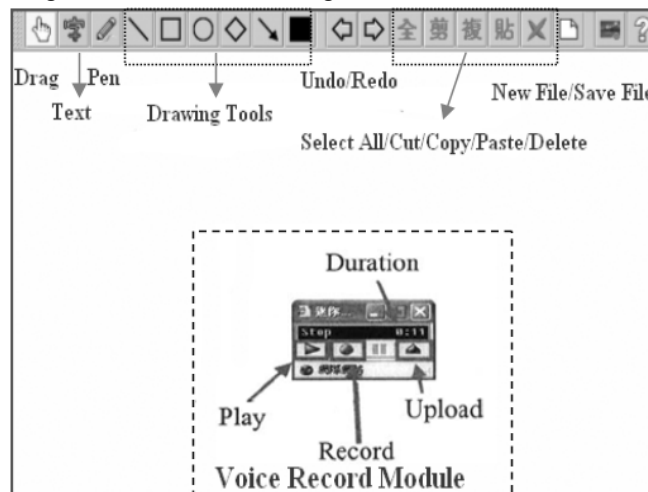 全 剪 複 貼
Drag Pen Undo/Redo
New File/Save File
Text Drawing Tools
Select All/Cut/Copy/Paste/Delete
Duration
Stop 0:11
Play Upload
Record
Voice Record Module